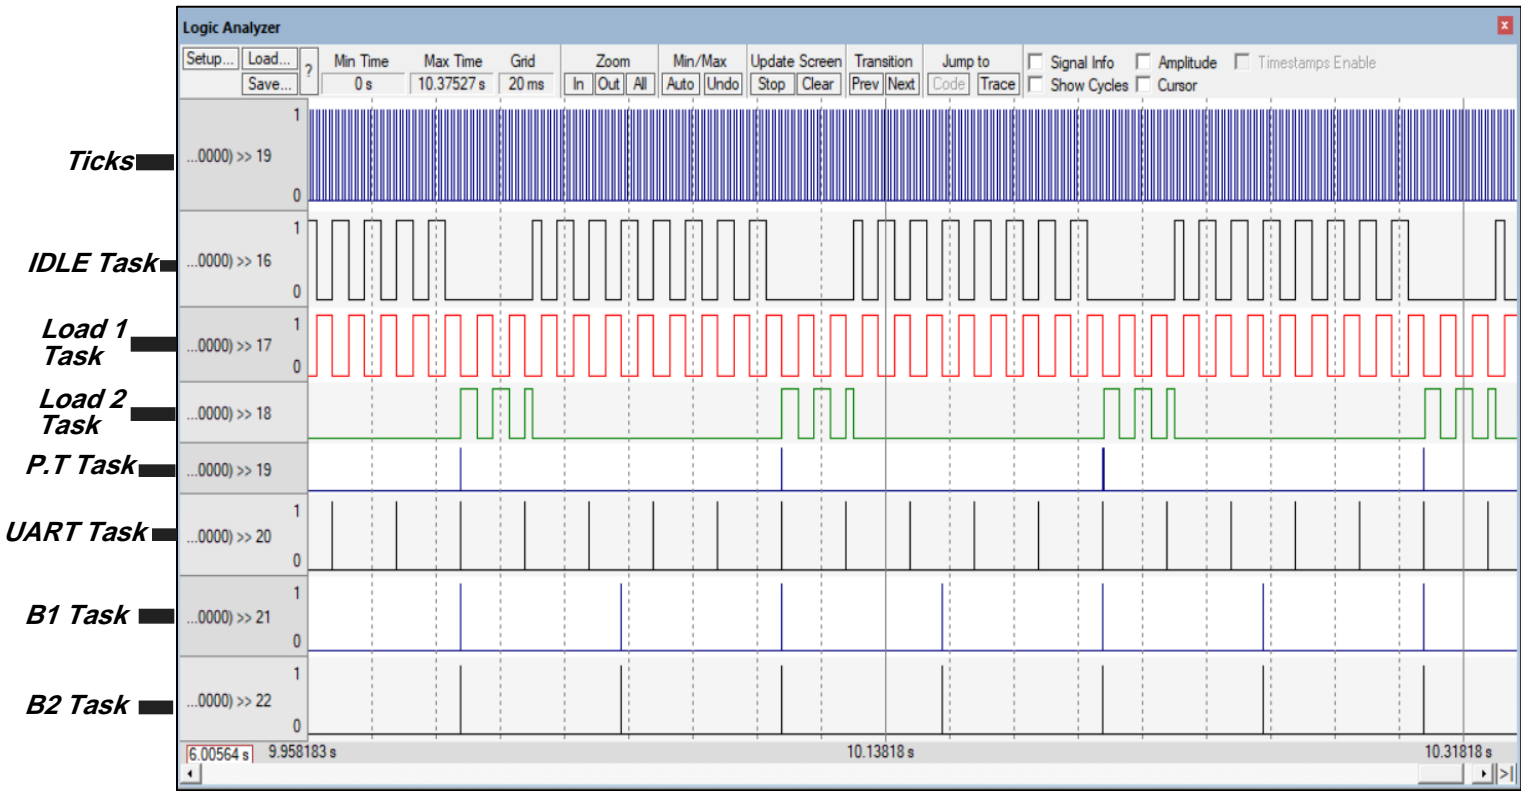 Logic Analyzer
Setup... Load... ? Min Time Max Time Grid Zoom Min/Max Update Screen Transition Jump to Signal Info Amplitude Timestamps Enable
Save... 0 s 10.37527 s 20 ms In Out All Auto Undo Stop Clear Prev Next Code Trace Show Cycles Cursor
1
Ticks ...0000) >> 19
0
1
IDLE Task ...0000) >> 16
0
1
Load 1
Task ...0000) >> 17
0
1
Load 2
Task ...0000) >> 18
0
P.T Task ...0000) >> 19
1
UART Task ...0000) >> 20
0
1
B1 Task ...0000) >> 21
0
1
B2 Task ...0000) >> 22
0
6.00564 s 9.958183 s 10.13818 s 10.31818 s